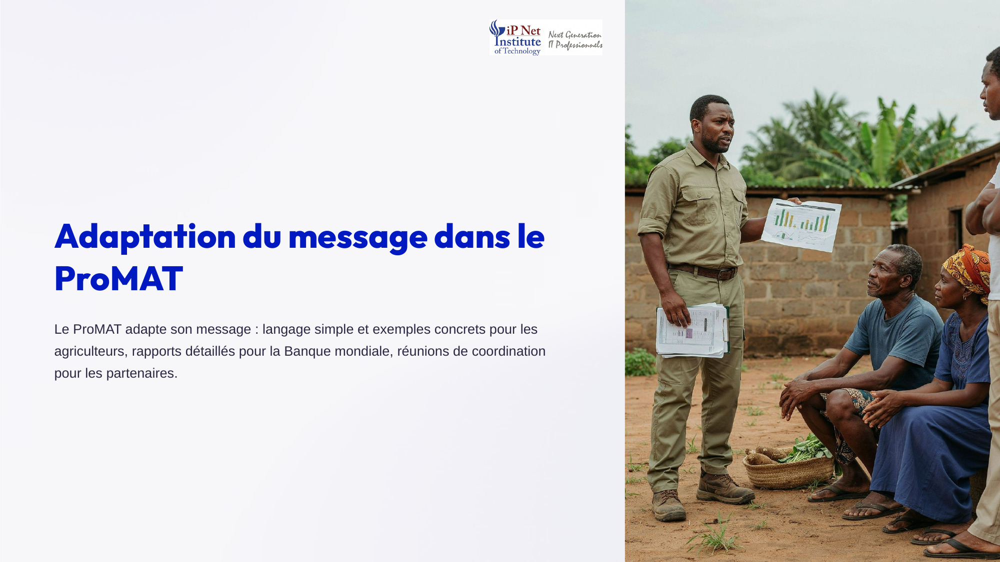 iP Net
Institute
of Technology
Next Generation
IT Professionnels
Adaptation du message dans le
ProMAT
Le ProMAT adapte son message : langage simple et exemples concrets pour les
agriculteurs, rapports détaillés pour la Banque mondiale, réunions de coordination
pour les partenaires.